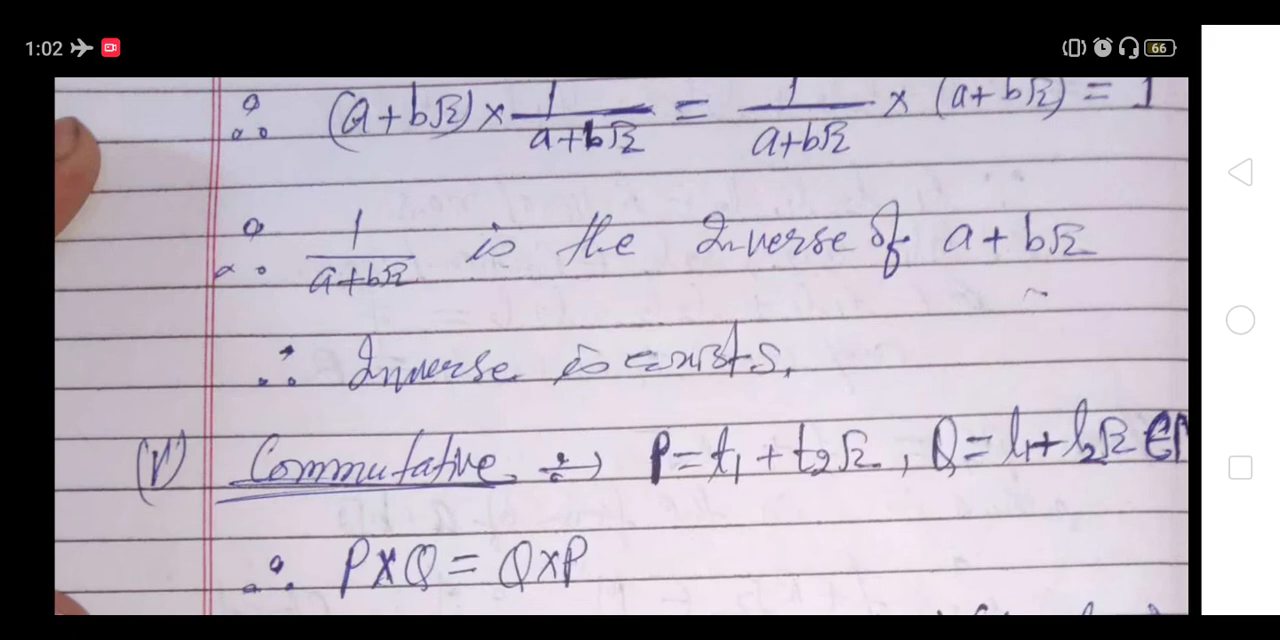 1:02 66
∴ (a+b√2) × 1/(a+b√2) = 1/(a+b√2) × (a+b√2) = 1
∴ 1/(a+b√2) is the Inverse of a+b√2
∴ Inverse is exists.
(V) Commutative ÷→ P=t₁+t₂√2, Q=l₁+l₂√2 ∈
∴ P×Q=Q×P